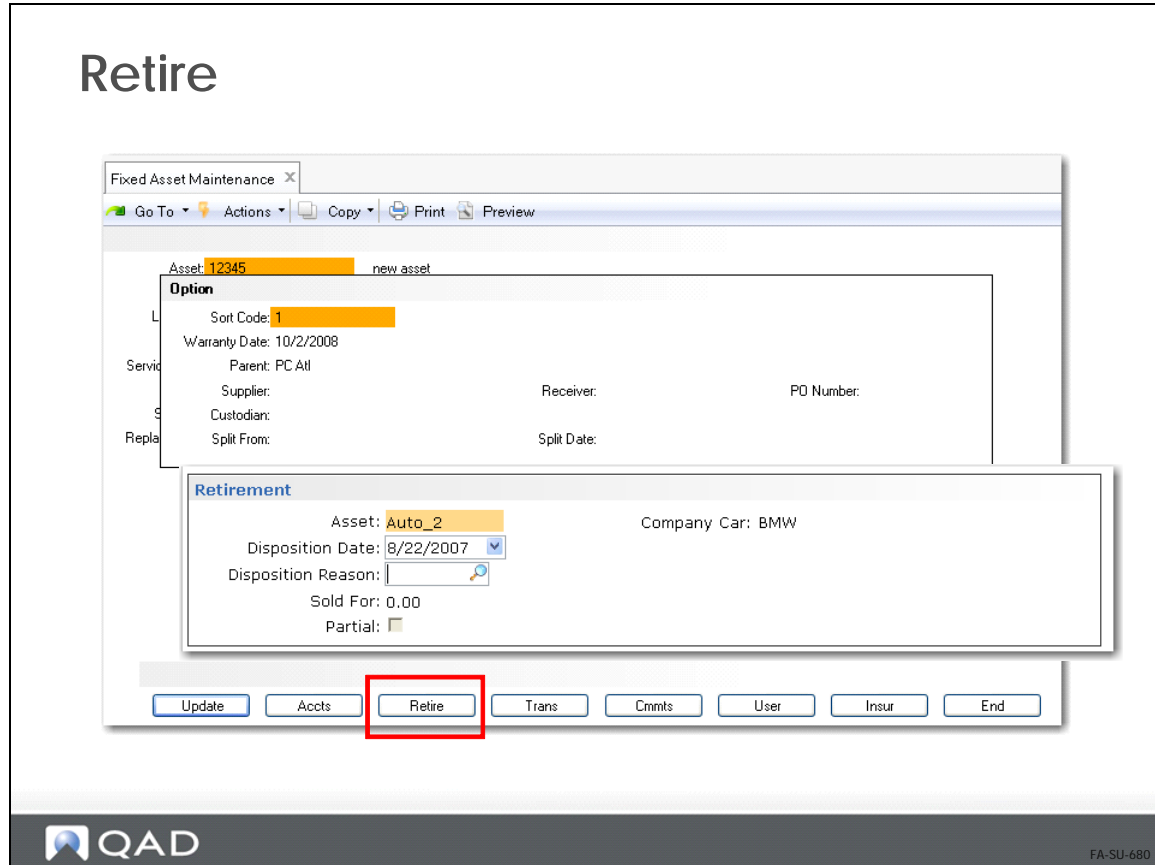 Retire
Fixed Asset Maintenance X
Go To Actions Copy Print Preview
Asset: 12345 new asset
Option
L Sort Code: 1
Warranty Date: 10/2/2008
Servic Parent: PC Atl
Supplier: Receiver: PO Number:
S Custodian:
Repla Split From: Split Date:
Retirement
Asset: Auto_2 Company Car: BMW
Disposition Date: 8/22/2007
Disposition Reason:
Sold For: 0.00
Partial:
Update Accts Retire Trans Cmmts User Insur End
QAD
FA-SU-680